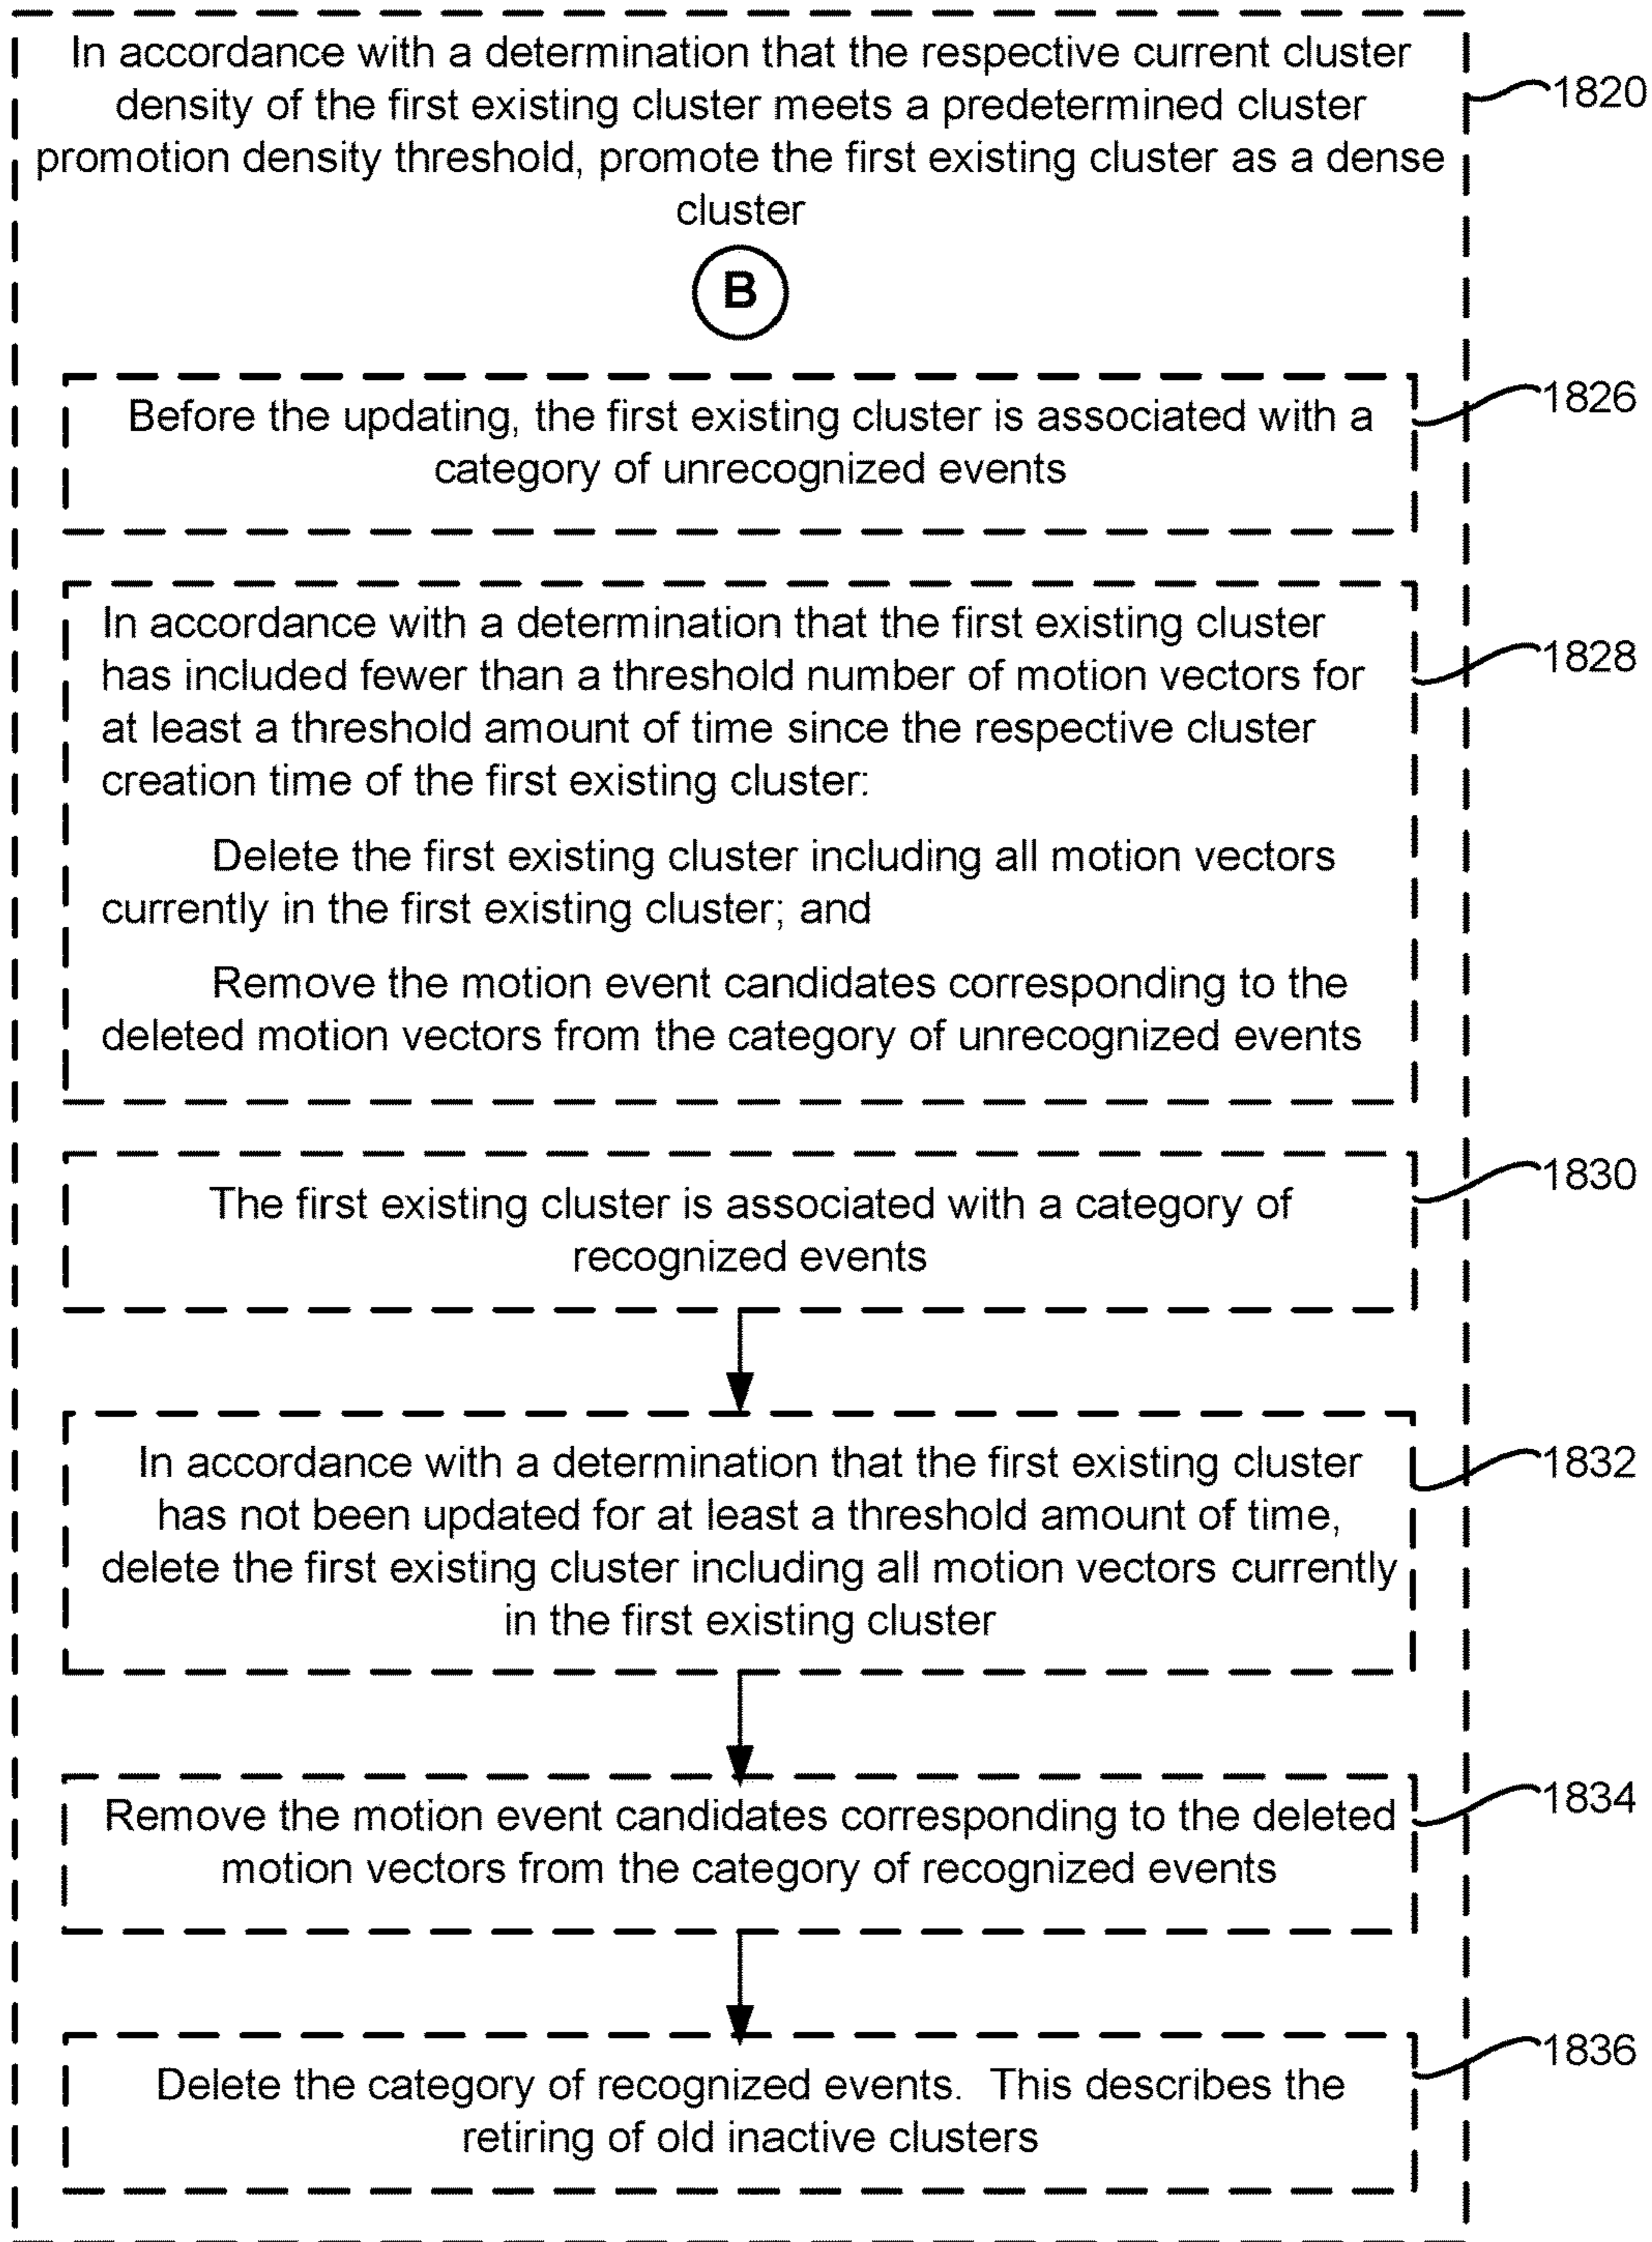 In accordance with a determination that the respective current cluster
density of the first existing cluster meets a predetermined cluster
promotion density threshold, promote the first existing cluster as a dense
cluster
1820
B
Before the updating, the first existing cluster is associated with a
category of unrecognized events
1826
In accordance with a determination that the first existing cluster
has included fewer than a threshold number of motion vectors for
at least a threshold amount of time since the respective cluster
creation time of the first existing cluster:
Delete the first existing cluster including all motion vectors
currently in the first existing cluster; and
Remove the motion event candidates corresponding to the
deleted motion vectors from the category of unrecognized events
1828
The first existing cluster is associated with a category of
recognized events
1830
In accordance with a determination that the first existing cluster
has not been updated for at least a threshold amount of time,
delete the first existing cluster including all motion vectors currently
in the first existing cluster
1832
Remove the motion event candidates corresponding to the deleted
motion vectors from the category of recognized events
1834
Delete the category of recognized events.  This describes the
retiring of old inactive clusters
1836